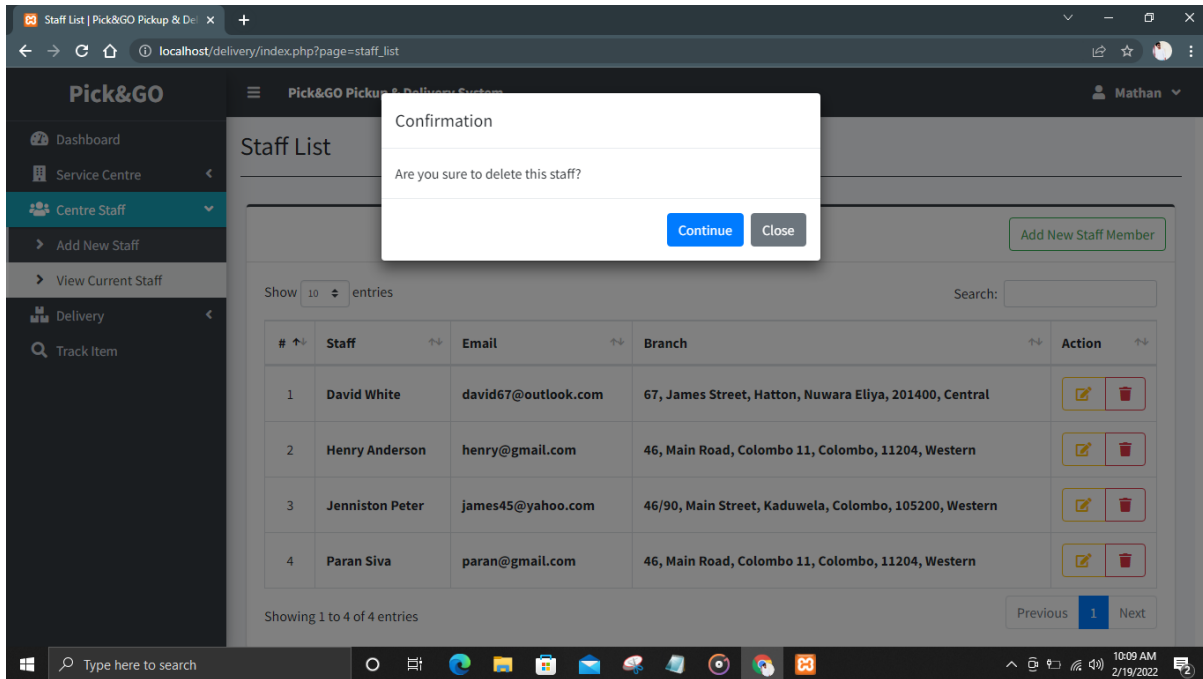 Staff List | Pick&GO Pickup & Del
localhost/delivery/index.php?page=staff_list
Pick&GO
Pick&GO Pickup & Delivery System
Mathan
Dashboard
Service Centre
Centre Staff
Add New Staff
View Current Staff
Delivery
Track Item
Staff List
Confirmation
Are you sure to delete this staff?
Continue Close
Add New Staff Member
Show 10 entries
Search:
# Staff Email Branch Action
1 David White david67@outlook.com 67, James Street, Hatton, Nuwara Eliya, 201400, Central
2 Henry Anderson henry@gmail.com 46, Main Road, Colombo 11, Colombo, 11204, Western
3 Jenniston Peter james45@yahoo.com 46/90, Main Street, Kaduwela, Colombo, 105200, Western
4 Paran Siva paran@gmail.com 46, Main Road, Colombo 11, Colombo, 11204, Western
Showing 1 to 4 of 4 entries
Previous 1 Next
Type here to search
10:09 AM
2/19/2022
2